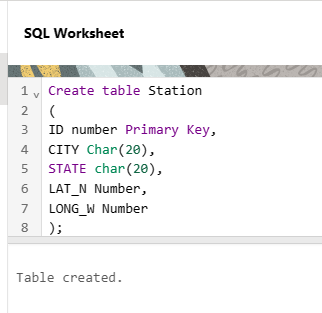 SQL Worksheet
1 Create table Station
2 (
3 ID number Primary Key,
4 CITY Char(20),
5 STATE char(20),
6 LAT_N Number,
7 LONG_W Number
8 );
Table created.